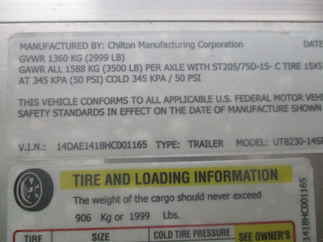 MANUFACTURED BY: Chilton Manufacturing Corporation DATE
GVWR 1360 KG (2999 LB)
GAWR ALL 1588 KG (3500 LB) PER AXLE WITH ST205/75D-15- C TIRE 15X5
AT 345 KPA (50 PSI) COLD 345 KPA / 50 PSI
THIS VEHICLE CONFORMS TO ALL APPLICABLE U.S. FEDERAL MOTOR VEH
SAFETY STANDARDS IN EFFECT ON THE DATE OF MANUFACTURE SHOWN
V.I.N.: 14DAE1418HC001165 TYPE: TRAILER MODEL: UT8230-14S
TIRE AND LOADING INFORMATION
The weight of the cargo should never exceed
906 Kg or 1999 Lbs.
TIRE SIZE COLD TIRE PRESSURE SEE OWNER'S
1418HC001165